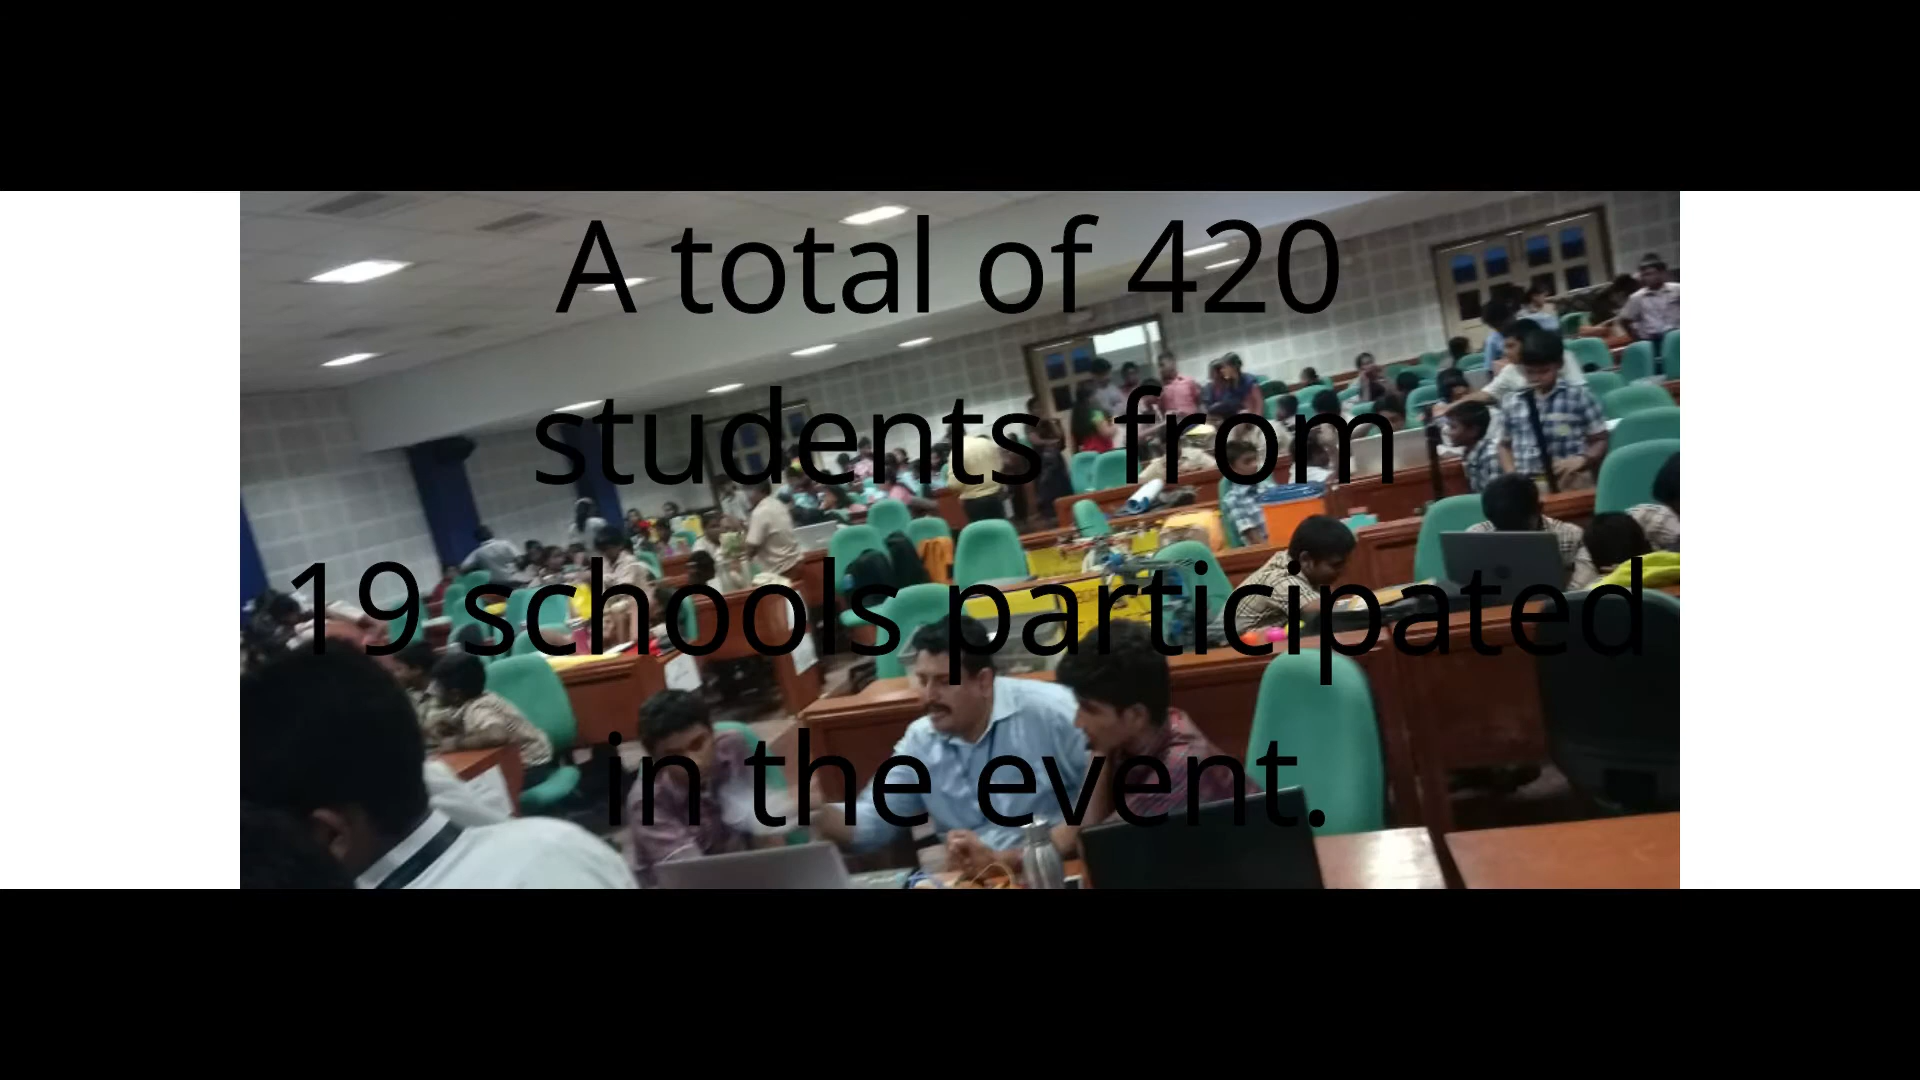 A total of 420
students from
19 schools participated
in the event.